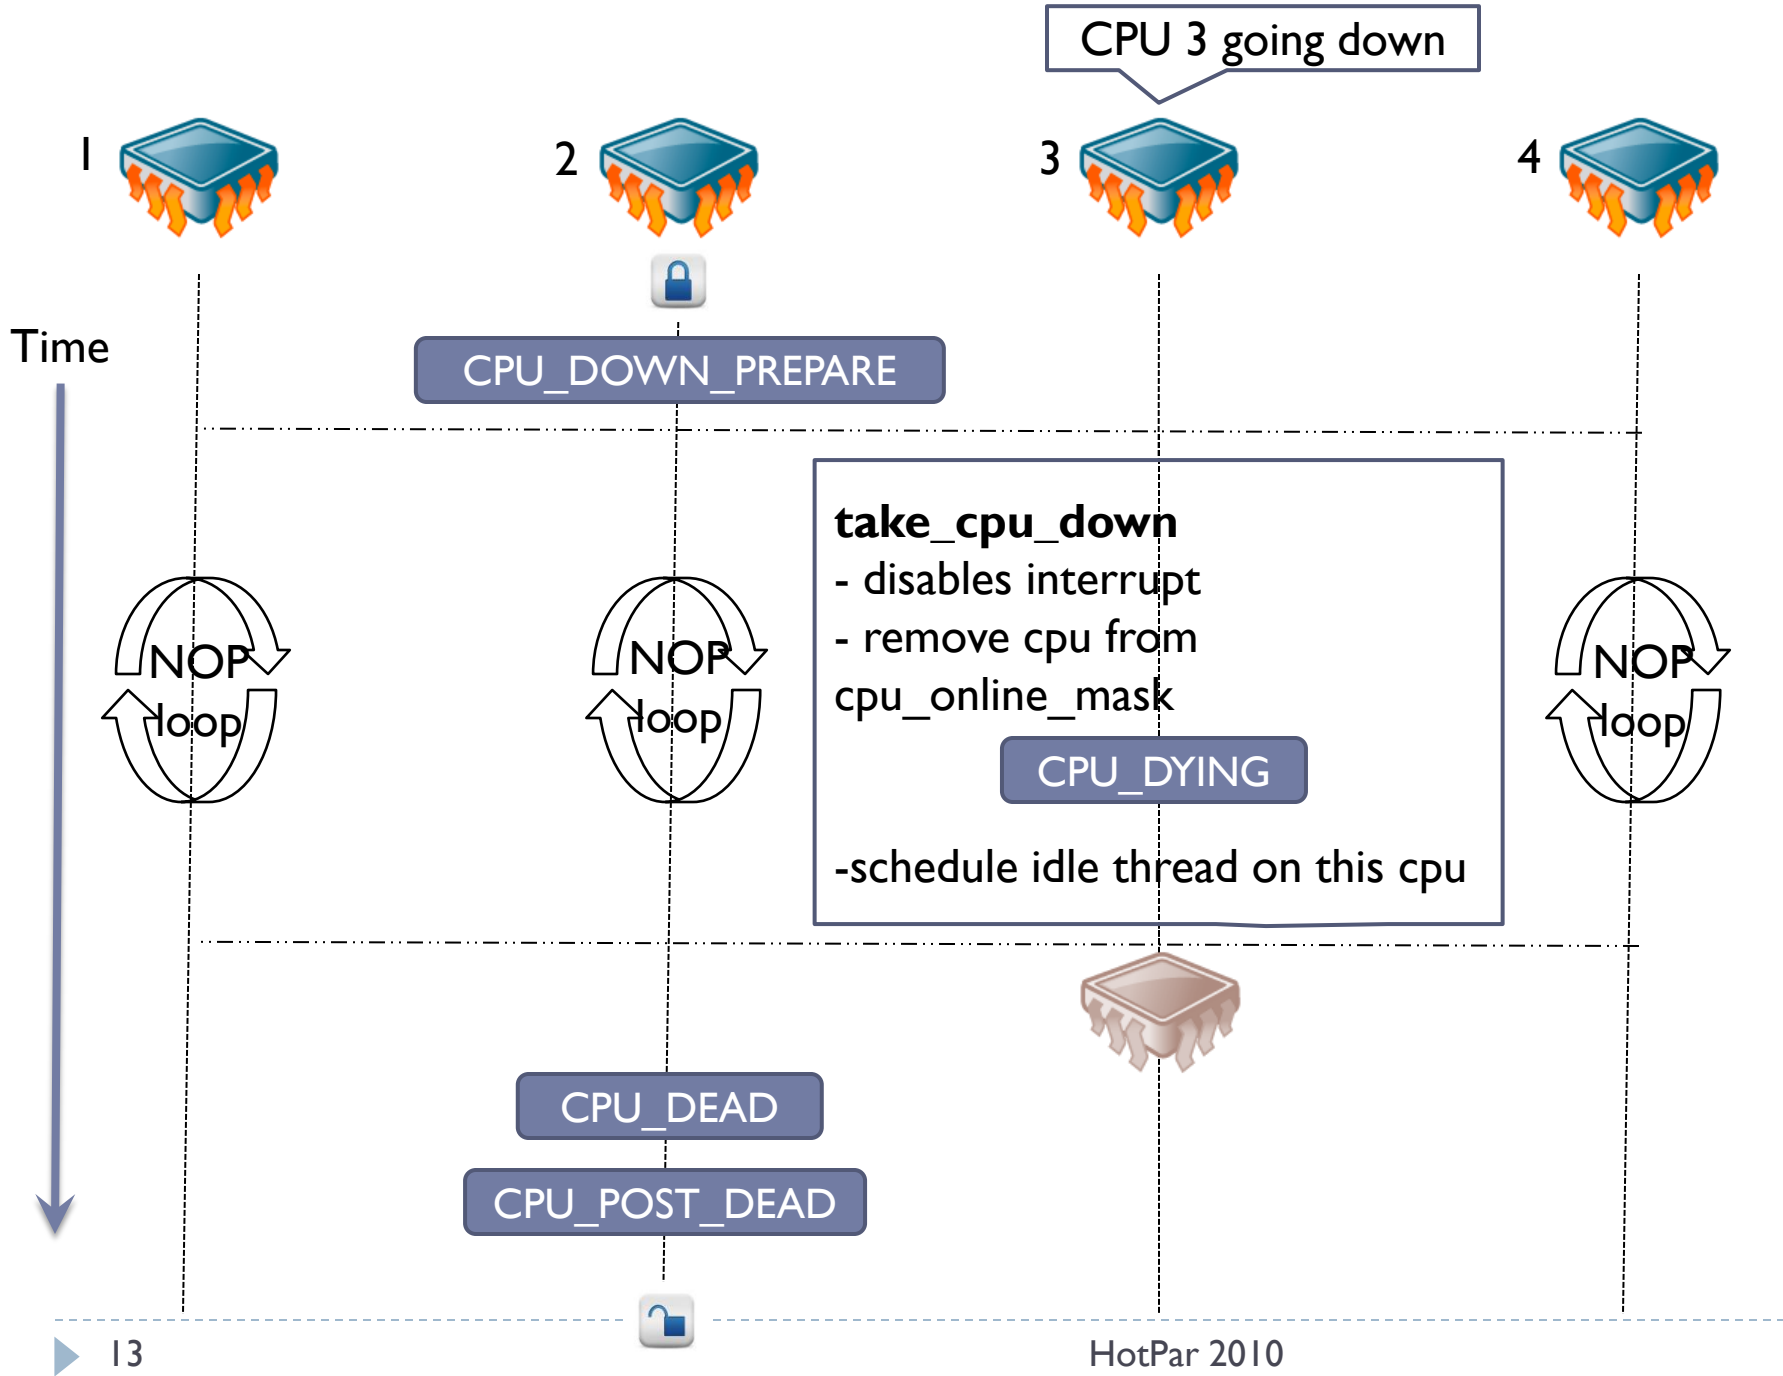 CPU 3 going down
1
2
3
4
Time
CPU_DOWN_PREPARE
take_cpu_down
- disables interrupt
- remove cpu from
cpu_online_mask
CPU_DYING
-schedule idle thread on this cpu
NOP
loop
NOP
loop
NOP
loop
CPU_DEAD
CPU_POST_DEAD
13
HotPar 2010